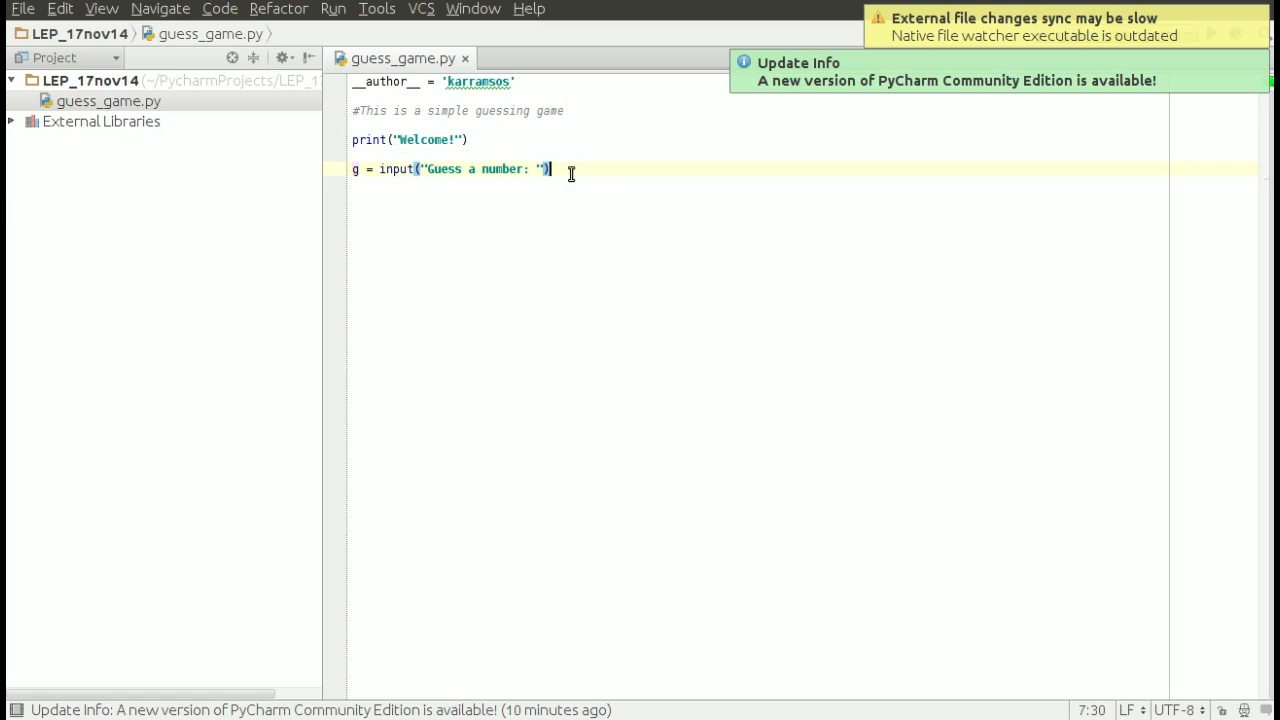 File Edit View Navigate Code Refactor Run Tools VCS Window Help
External file changes sync may be slow
Native file watcher executable is outdated
LEP_17nov14 guess_game.py
Update Info
A new version of PyCharm Community Edition is available!
Project
guess_game.py
LEP_17nov14 (~/PycharmProjects/LEP_1
guess_game.py
External Libraries
__author__ = 'karramsos'
#This is a simple guessing game
print("Welcome!")
g = input("Guess a number: ")
Update Info: A new version of PyCharm Community Edition is available! (10 minutes ago)
7:30 LF UTF-8